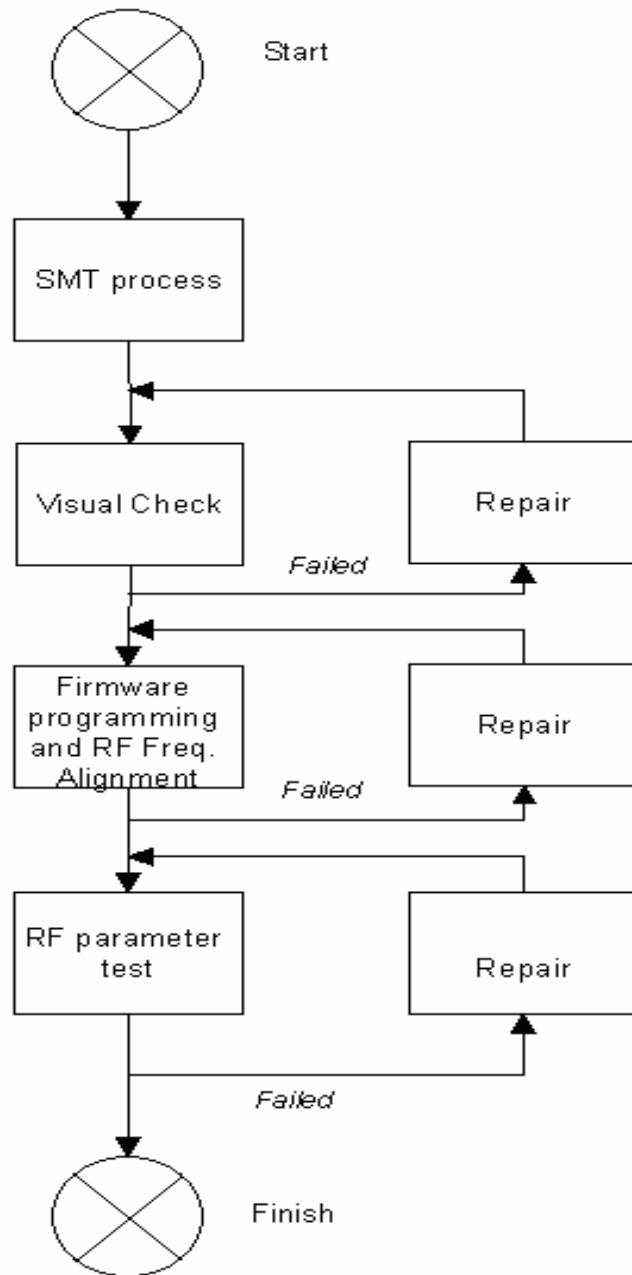 Start
SMT process
Visual Check
Repair
Failed
Firmware
programming
and RF Freq.
Alignment
Repair
Failed
RF parameter
test
Repair
Failed
Finish